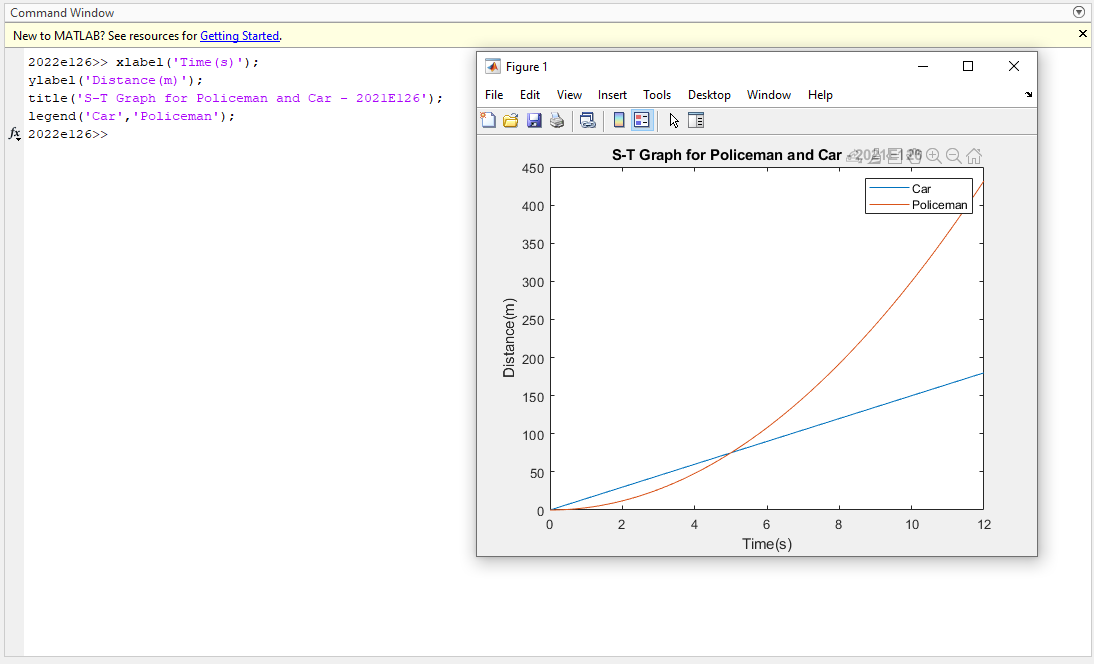 Command Window
New to MATLAB? See resources for Getting Started.
2022e126>> xlabel('Time(s)');
ylabel('Distance(m)');
title('S-T Graph for Policeman and Car - 2021E126');
legend('Car','Policeman');
fx 2022e126>>
Figure 1
File Edit View Insert Tools Desktop Window Help
S-T Graph for Policeman and Car - 2021E126
Car
Policeman
450
400
350
300
250
200
150
100
50
0
Distance(m)
0 2 4 6 8 10 12
Time(s)